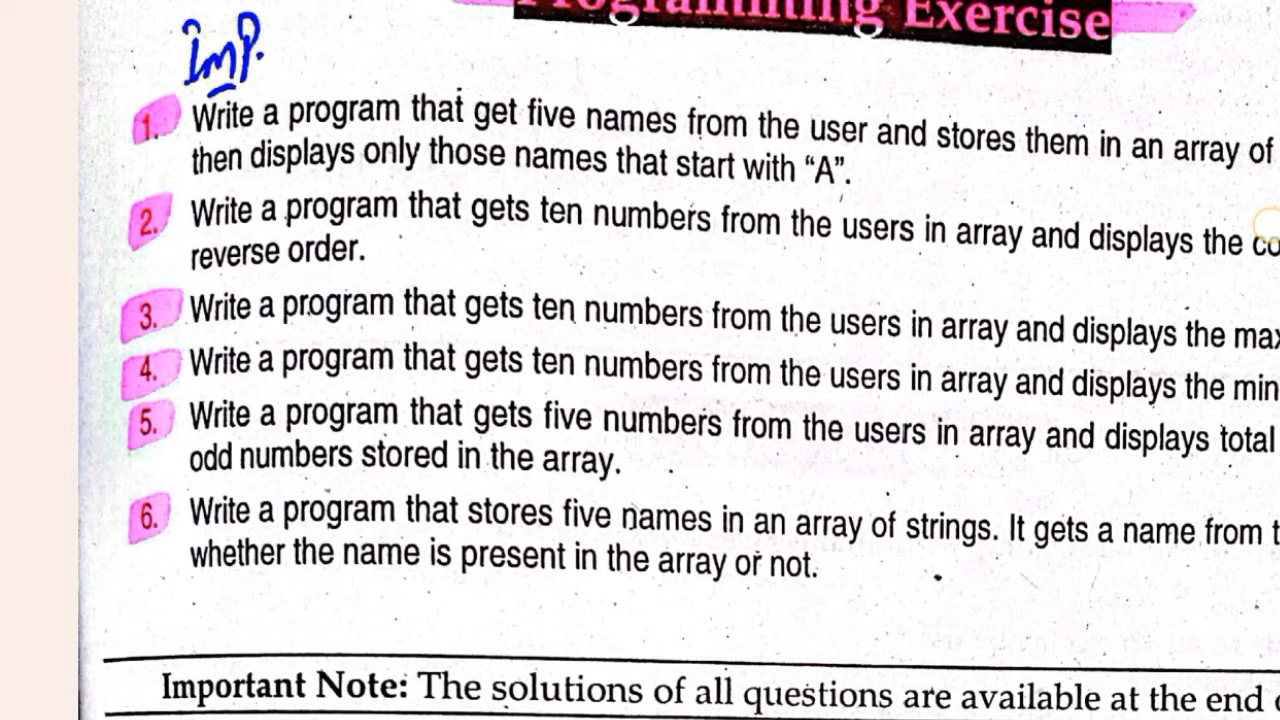 Programming Exercise
Imp.
1. Write a program that get five names from the user and stores them in an array of
then displays only those names that start with “A”.
2. Write a program that gets ten numbers from the users in array and displays the co
reverse order.
3. Write a program that gets ten numbers from the users in array and displays the max
4. Write a program that gets ten numbers from the users in array and displays the min
5. Write a program that gets five numbers from the users in array and displays total
odd numbers stored in the array.
6. Write a program that stores five names in an array of strings. It gets a name from t
whether the name is present in the array or not.
Important Note: The solutions of all questions are available at the end